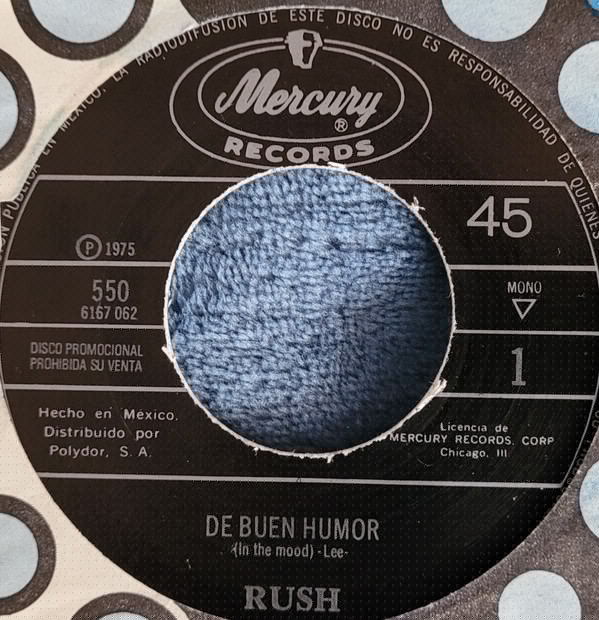 ION PUBLICA EN MEXICO. LA RADIODIFUSION DE ESTE DISCO NO ES RESPONSABILIDAD DE QUIENES
Mercury
®
RECORDS
45
Ⓟ 1975
550
6167 062
MONO
DISCO PROMOCIONAL
PROHIBIDA SU VENTA
1
Hecho en México.
Distribuido por
Polydor, S. A.
Licencia de
MERCURY RECORDS. CORP
Chicago. Ill.
DE BUEN HUMOR
(In the mood) -Lee-
RUSH